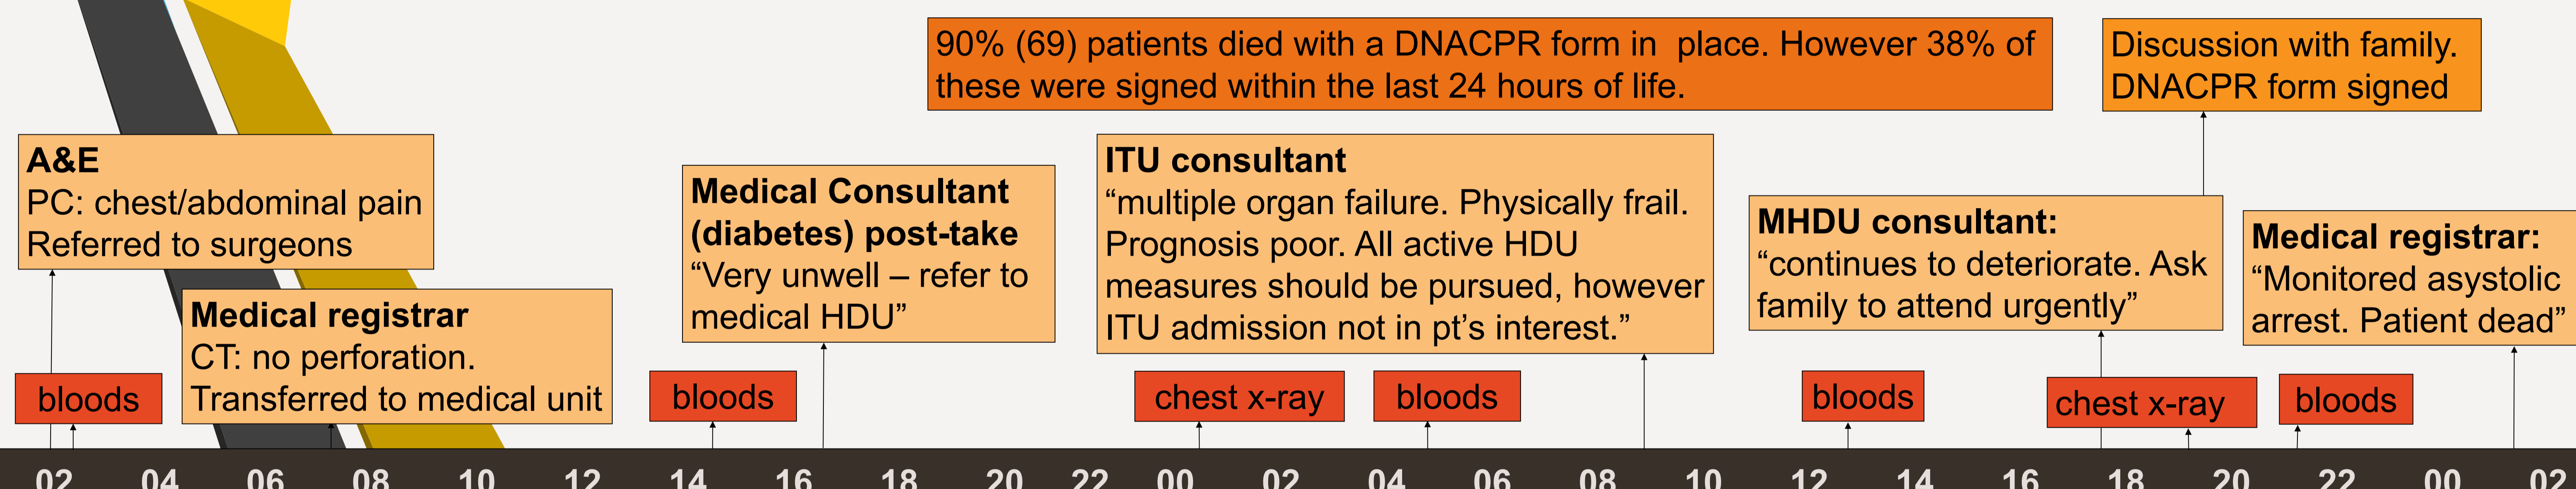 90% (69) patients died with a DNACPR form in  place. However 38% of
these were signed within the last 24 hours of life.
Discussion with family.
DNACPR form signed
A&E
PC: chest/abdominal pain
Referred to surgeons
Medical registrar
CT: no perforation.
Transferred to medical unit
Medical Consultant
(diabetes) post-take
“Very unwell – refer to
medical HDU”
ITU consultant
“multiple organ failure. Physically frail.
Prognosis poor. All active HDU
measures should be pursued, however
ITU admission not in pt’s interest.”
MHDU consultant:
“continues to deteriorate. Ask
family to attend urgently”
Medical registrar:
“Monitored asystolic
arrest. Patient dead”
bloods
bloods
chest x-ray
bloods
bloods
chest x-ray
bloods
02 04 06 08 10 12 14 16 18 20 22 00 02 04 06 08 10 12 14 16 18 20 22 00 02